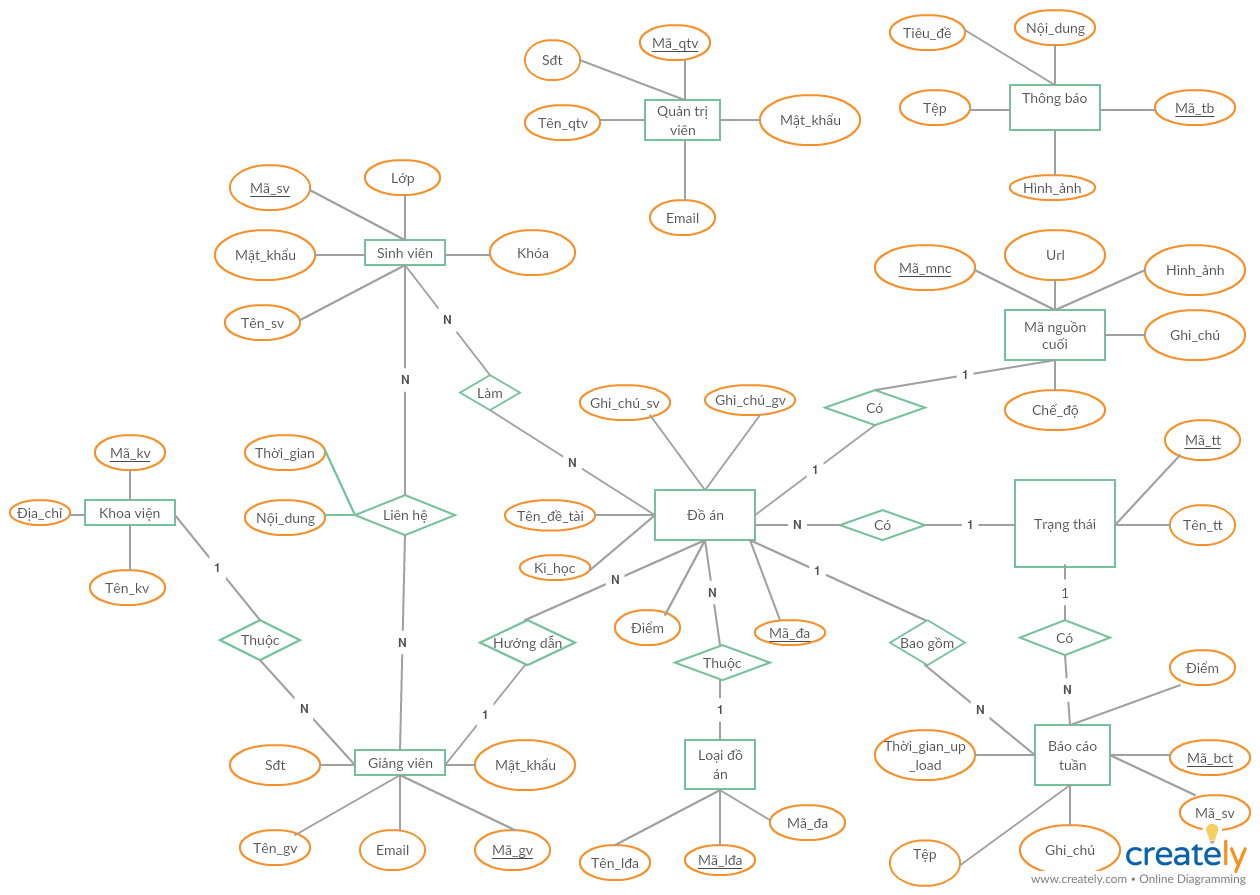 Mã_qtv
Sđt
Tên_qtv
Quản trị
viên
Mật_khẩu
Email
Tiêu_đề
Nội_dung
Tệp
Thông báo
Mã_tb
Hình_ảnh
Mã_sv
Lớp
Mật_khẩu
Sinh viên
Khóa
Tên_sv
N
N
Làm
N
Mã_mnc
Url
Hình_ảnh
Mã nguồn
cuối
Ghi_chú
Chế_độ
1
Có
1
Ghi_chú_sv
Ghi_chú_gv
Tên_đề_tài
Đồ án
Kì_học
Điểm
Mã_đa
N
Có
1
Trạng thái
Mã_tt
Tên_tt
1
Có
N
Mã_kv
Địa_chỉ
Khoa viện
Tên_kv
1
Thuộc
N
Thời_gian
Nội_dung
Liên hệ
N
N
Hướng dẫn
1
N
Thuộc
1
Loại đồ
án
Mã_đa
Tên_lđa
Mã_lđa
1
Bao gồm
N
Điểm
Thời_gian_up
_load
Báo cáo
tuần
Mã_bct
Mã_sv
Tệp
Ghi_chú
Sđt
Giảng viên
Mật_khẩu
Tên_gv
Email
Mã_gv
creately
www.creately.com • Online Diagramming